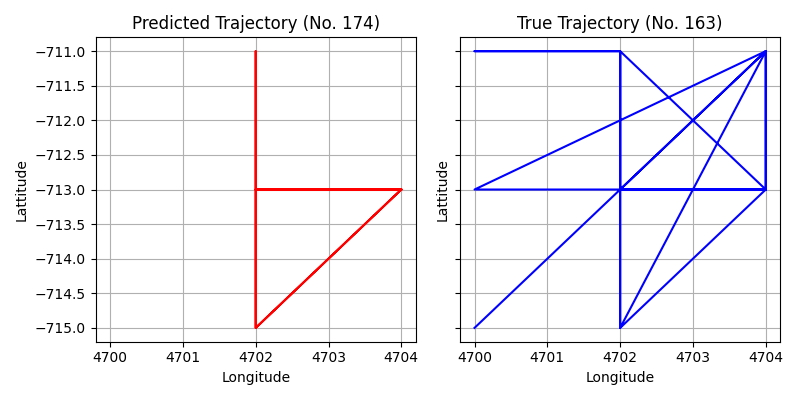 Predicted Trajectory (No. 174)
True Trajectory (No. 163)
−711.0
−711.5
−712.0
−712.5
−713.0
−713.5
−714.0
−714.5
−715.0
Lattitude
Lattitude
4700 4701 4702 4703 4704
4700 4701 4702 4703 4704
Longitude
Longitude